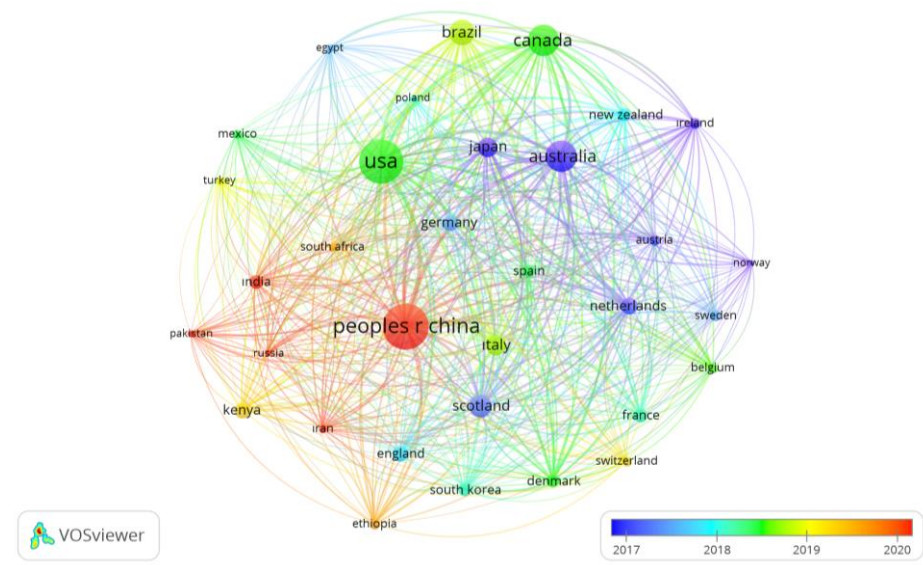 brazil
canada
egypt
poland
new zealand
ireland
mexico
japan
usa
australia
turkey
germany
south africa
austria
norway
spain
india
netherlands
sweden
peoples r china
pakistan
italy
russia
belgium
scotland
kenya
france
iran
england
switzerland
denmark
south korea
ethiopia
VOSviewer
2017 2018 2019 2020